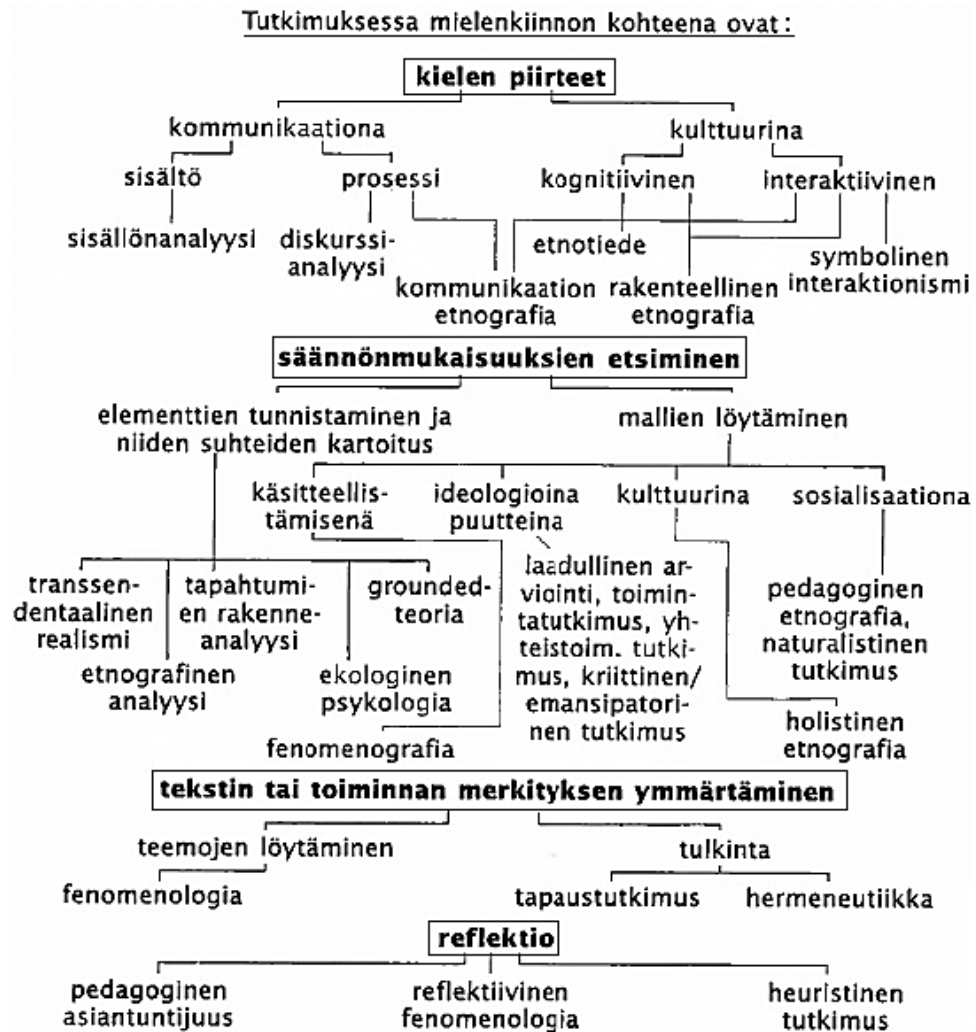 Tutkimuksessa mielenkiinnon kohteena ovat:
kielen piirteet
kommunikaationa
kulttuurina
sisältö
prosessi
kognitiivinen
interaktiivinen
sisällönanalyysi
diskurssi-
analyysi
etnotiede
symbolinen
interaktionismi
kommunikaation
etnografia
rakenteellinen
etnografia
säännönmukaisuuksien etsiminen
elementtien tunnistaminen ja
niiden suhteiden kartoitus
mallien löytäminen
käsitteellis-
tämisenä
ideologioina
puutteina
kulttuurina
sosialisaationa
transsen-
dentaalinen
realismi
tapahtumi-
en rakenne-
analyysi
grounded-
teoria
laadullinen ar-
viointi, toimin-
tatutkimus, yh-
teistoim. tutki-
mus, kriittinen/
emansipatori-
nen tutkimus
pedagoginen
etnografia,
naturalistinen
tutkimus
etnografinen
analyysi
ekologinen
psykologia
fenomenografia
holistinen
etnografia
tekstin tai toiminnan merkityksen ymmärtäminen
teemojen löytäminen
tulkinta
fenomenologia
tapaustutkimus
hermeneutiikka
reflektio
pedagoginen
asiantuntijuus
reflektiivinen
fenomenologia
heuristinen
tutkimus